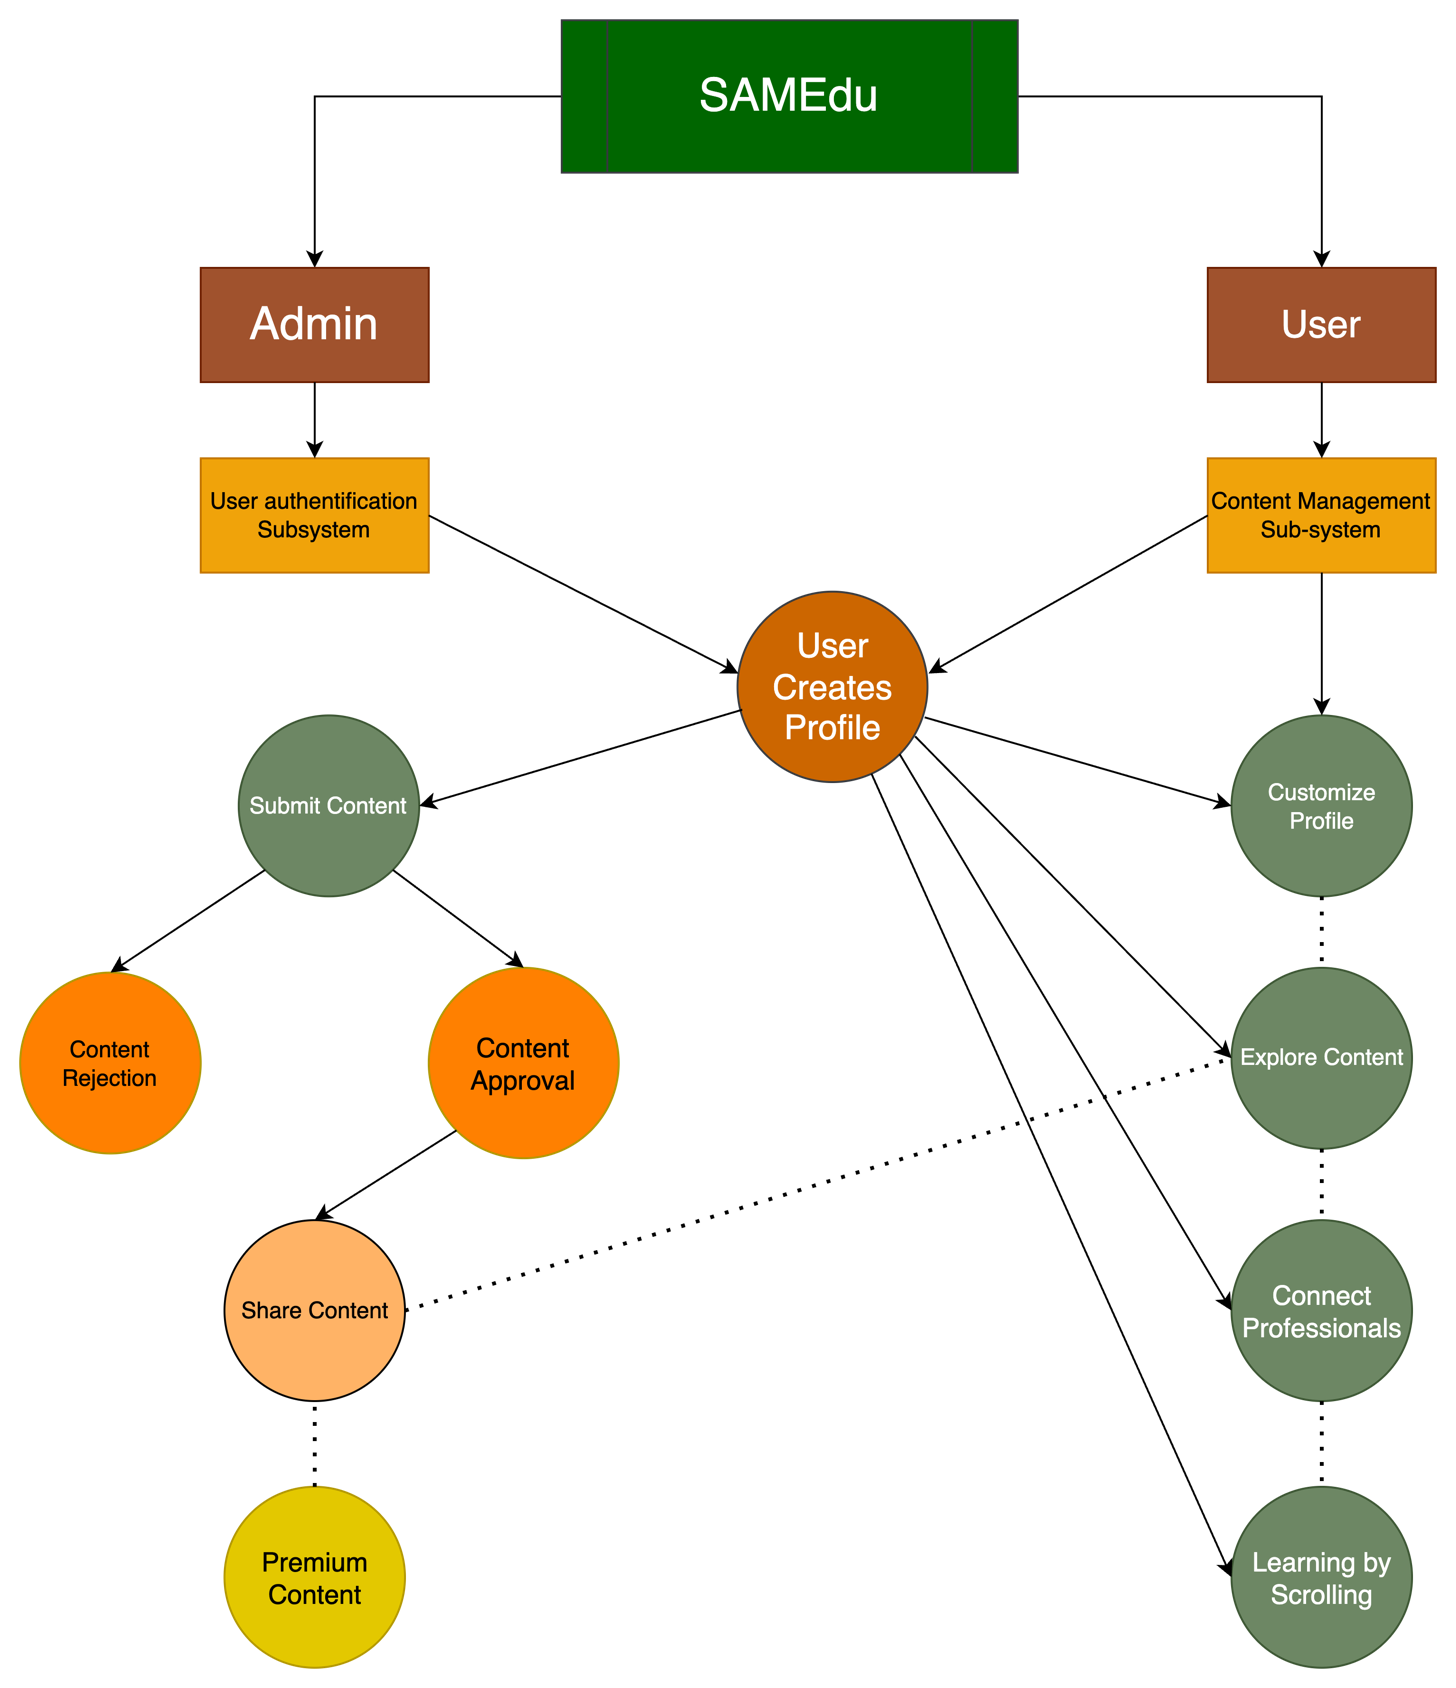 SAMEdu
Admin
User
User authentification
Subsystem
Content Management
Sub-system
User
Creates
Profile
Submit Content
Customize
Profile
Content
Rejection
Content
Approval
Explore Content
Share Content
Connect
Professionals
Premium
Content
Learning by
Scrolling